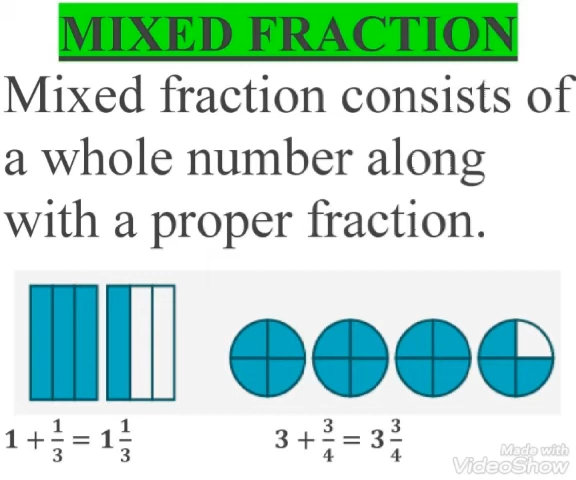 MIXED FRACTION
Mixed fraction consists of
a whole number along
with a proper fraction.
1 + 1/3 = 1 1/3
3 + 3/4 = 3 3/4
Made with
VideoShow